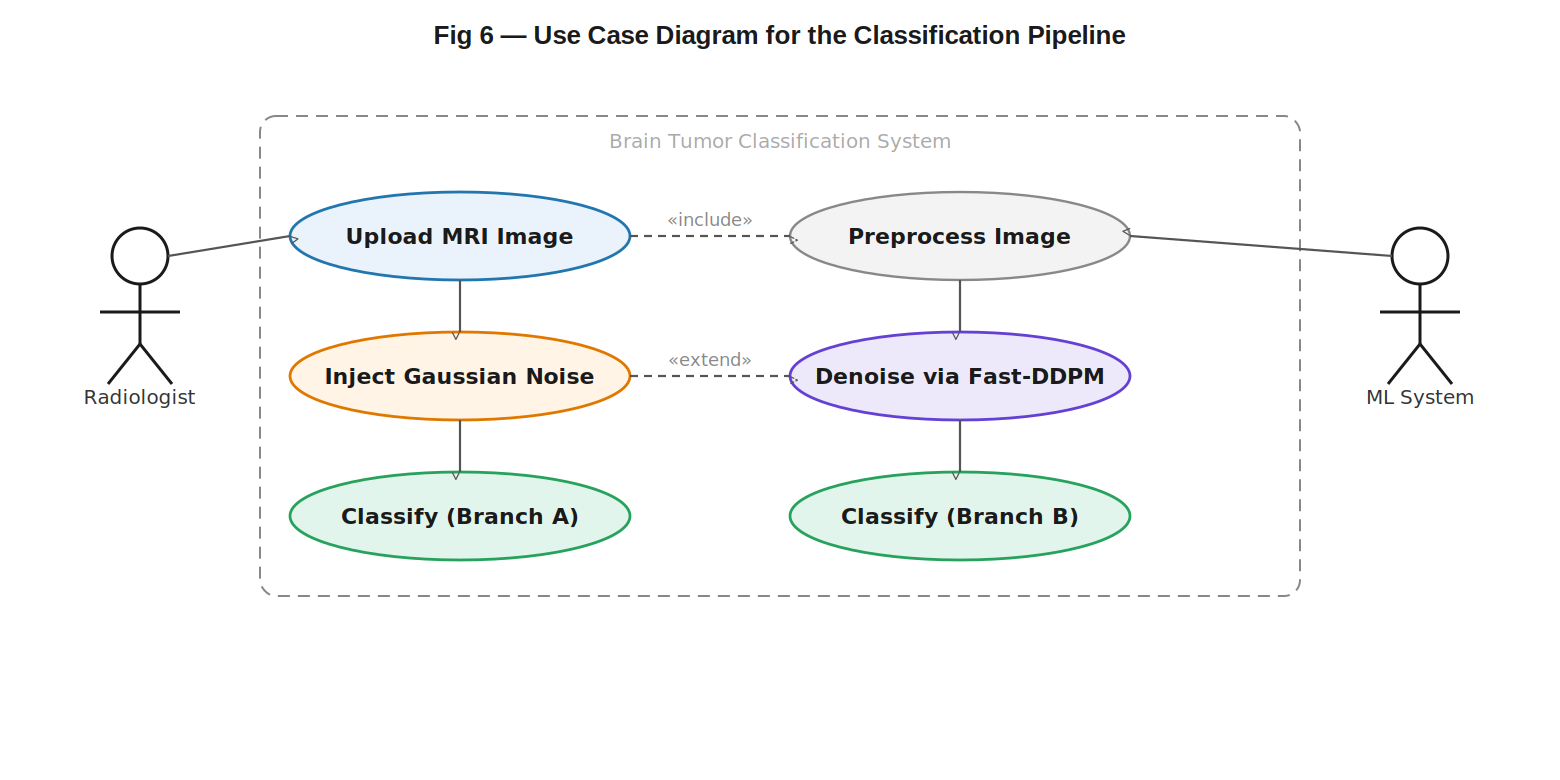 Fig 6 — Use Case Diagram for the Classification Pipeline
Brain Tumor Classification System
Upload MRI Image
«include»
Preprocess Image
Inject Gaussian Noise
«extend»
Denoise via Fast-DDPM
Radiologist
ML System
Classify (Branch A)
Classify (Branch B)